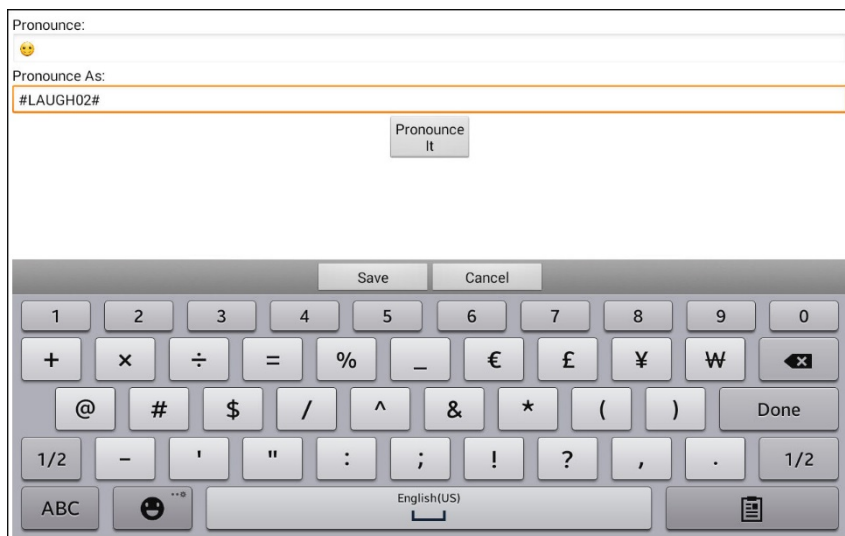 Pronounce:
😊
Pronounce As:
#LAUGH02#
Pronounce
It
Save Cancel
1 2 3 4 5 6 7 8 9 0
+ × ÷ = % _ € £ ¥ ₩
@ # $ / ^ & * ( ) Done
1/2 - ' " : ; ! ? , . 1/2
ABC English(US)